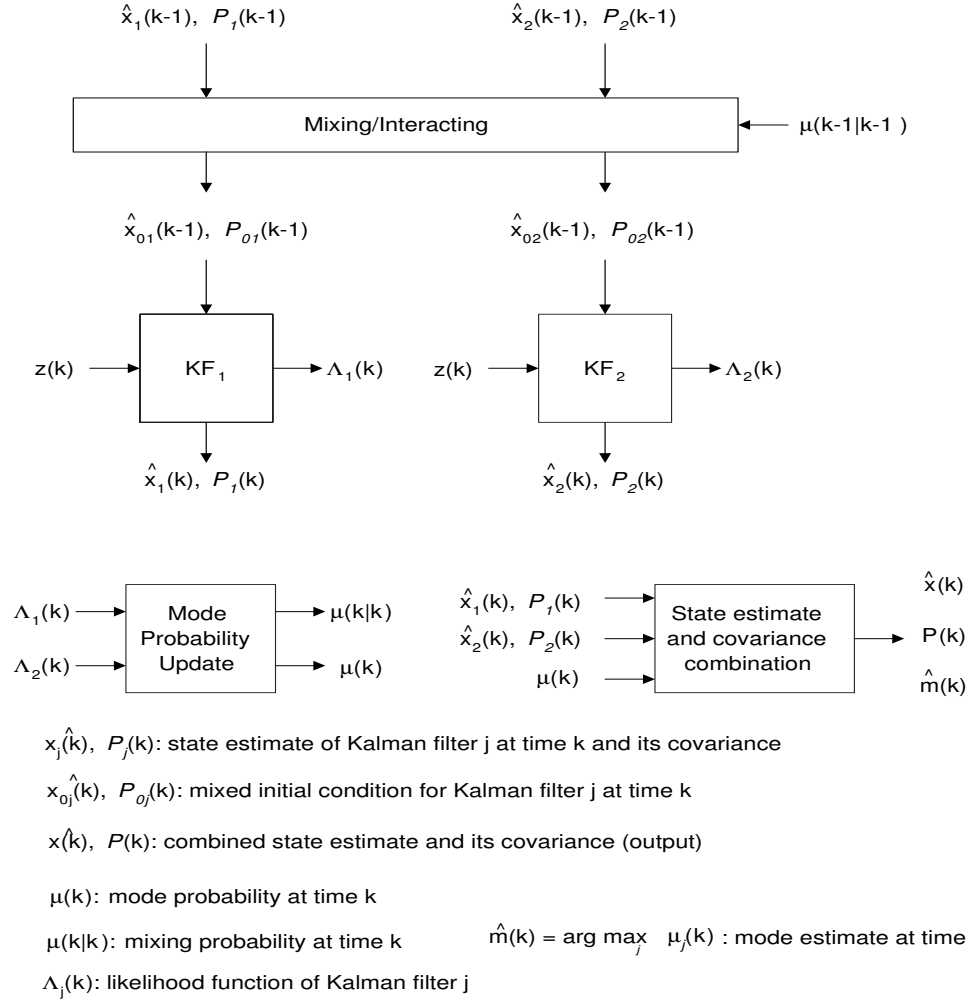 x̂₁(k-1), P₁(k-1) x̂₂(k-1), P₂(k-1)
Mixing/Interacting
μ(k-1|k-1 )
x̂₀₁(k-1), P₀₁(k-1) x̂₀₂(k-1), P₀₂(k-1)
z(k) KF₁ Λ₁(k) z(k) KF₂ Λ₂(k)
x̂₁(k), P₁(k) x̂₂(k), P₂(k)
Λ₁(k)
Λ₂(k)
Mode
Probability
Update
μ(k|k)
μ(k)
x̂₁(k), P₁(k)
x̂₂(k), P₂(k)
μ(k)
State estimate
and covariance
combination
x̂(k)
P(k)
m̂(k)
x̂ⱼ(k), Pⱼ(k): state estimate of Kalman filter j at time k and its covariance
x̂₀ⱼ(k), P₀ⱼ(k): mixed initial condition for Kalman filter j at time k
x̂(k), P(k): combined state estimate and its covariance (output)
μ(k): mode probability at time k
μ(k|k): mixing probability at time k m̂(k) = arg maxⱼ μⱼ(k) : mode estimate at time
Λⱼ(k): likelihood function of Kalman filter j